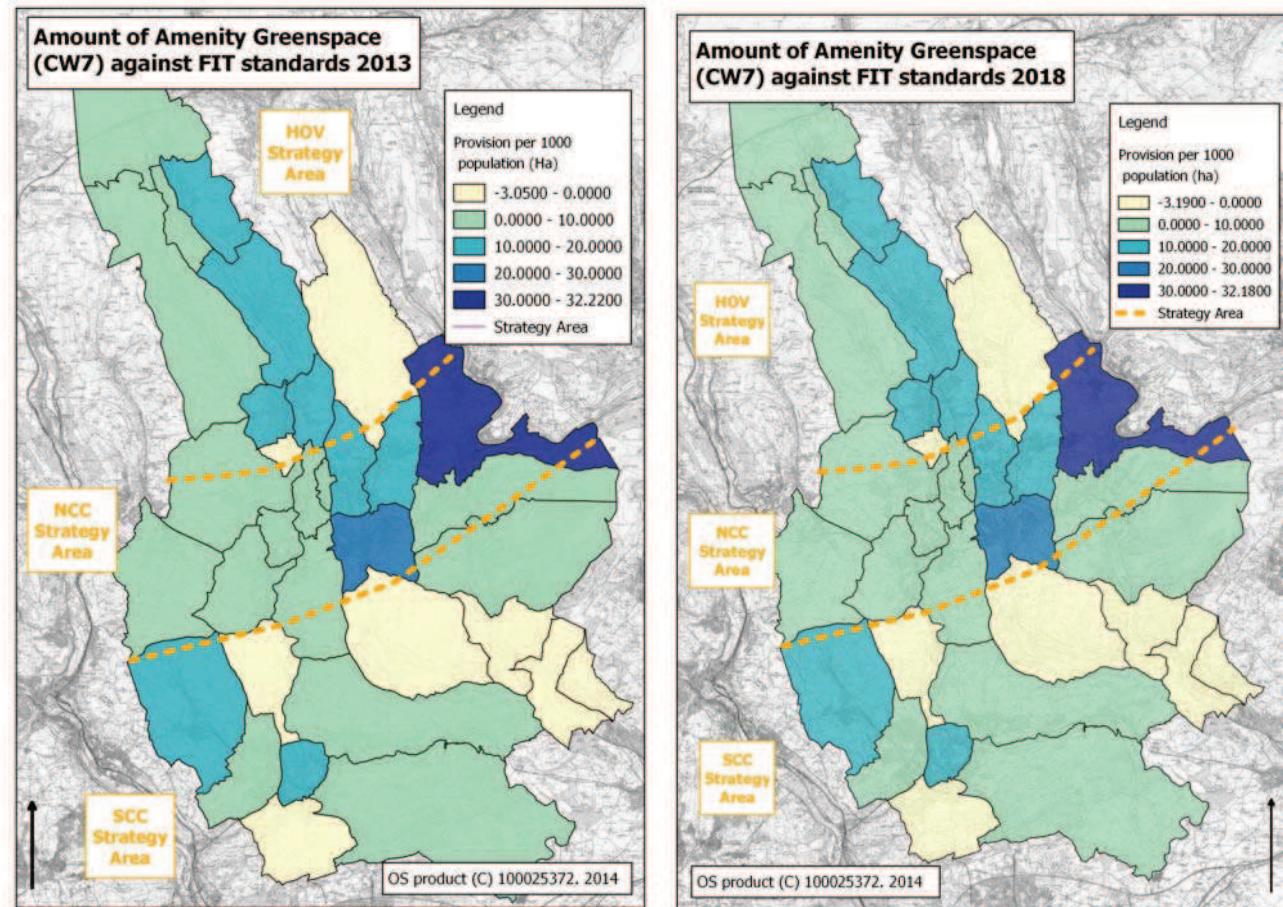 Amount of Amenity Greenspace
(CW7) against FIT standards 2013
HOV
Strategy
Area
Legend
Provision per 1000
population (Ha)
-3.0500 - 0.0000
0.0000 - 10.0000
10.0000 - 20.0000
20.0000 - 30.0000
30.0000 - 32.2200
Strategy Area
NCC
Strategy
Area
SCC
Strategy
Area
OS product (C) 100025372. 2014
Amount of Amenity Greenspace
(CW7) against FIT standards 2018
Legend
Provision per 1000
population (ha)
-3.1900 - 0.0000
0.0000 - 10.0000
10.0000 - 20.0000
20.0000 - 30.0000
30.0000 - 32.1800
Strategy Area
HOV
Strategy
Area
NCC
Strategy
Area
SCC
Strategy
Area
OS product (C) 100025372. 2014